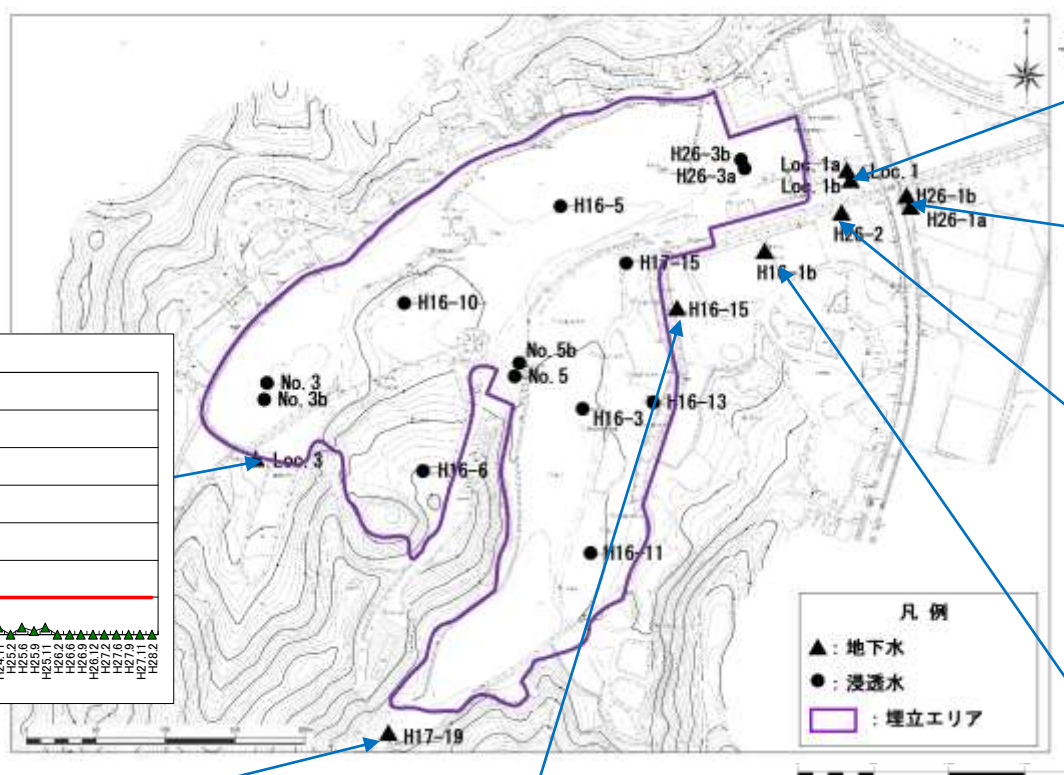 H26-3b
H26-3a
Loc. 1a
Loc. 1
Loc. 1b
H26-1b
H26-1a
H26-2
H16-5
H17-15
H16-1b
H16-10
H16-15
No. 5b
No. 5
No. 3
No. 3b
H16-3
H16-13
Loc. 3
H16-6
H16-11
H17-19
凡 例
▲ : 地下水
● : 浸透水
: 埋立エリア
H24.11
H25.2
H25.6
H25.9
H25.11
H26.2
H26.6
H26.9
H26.12
H27.2
H27.6
H27.9
H27.11
H28.2